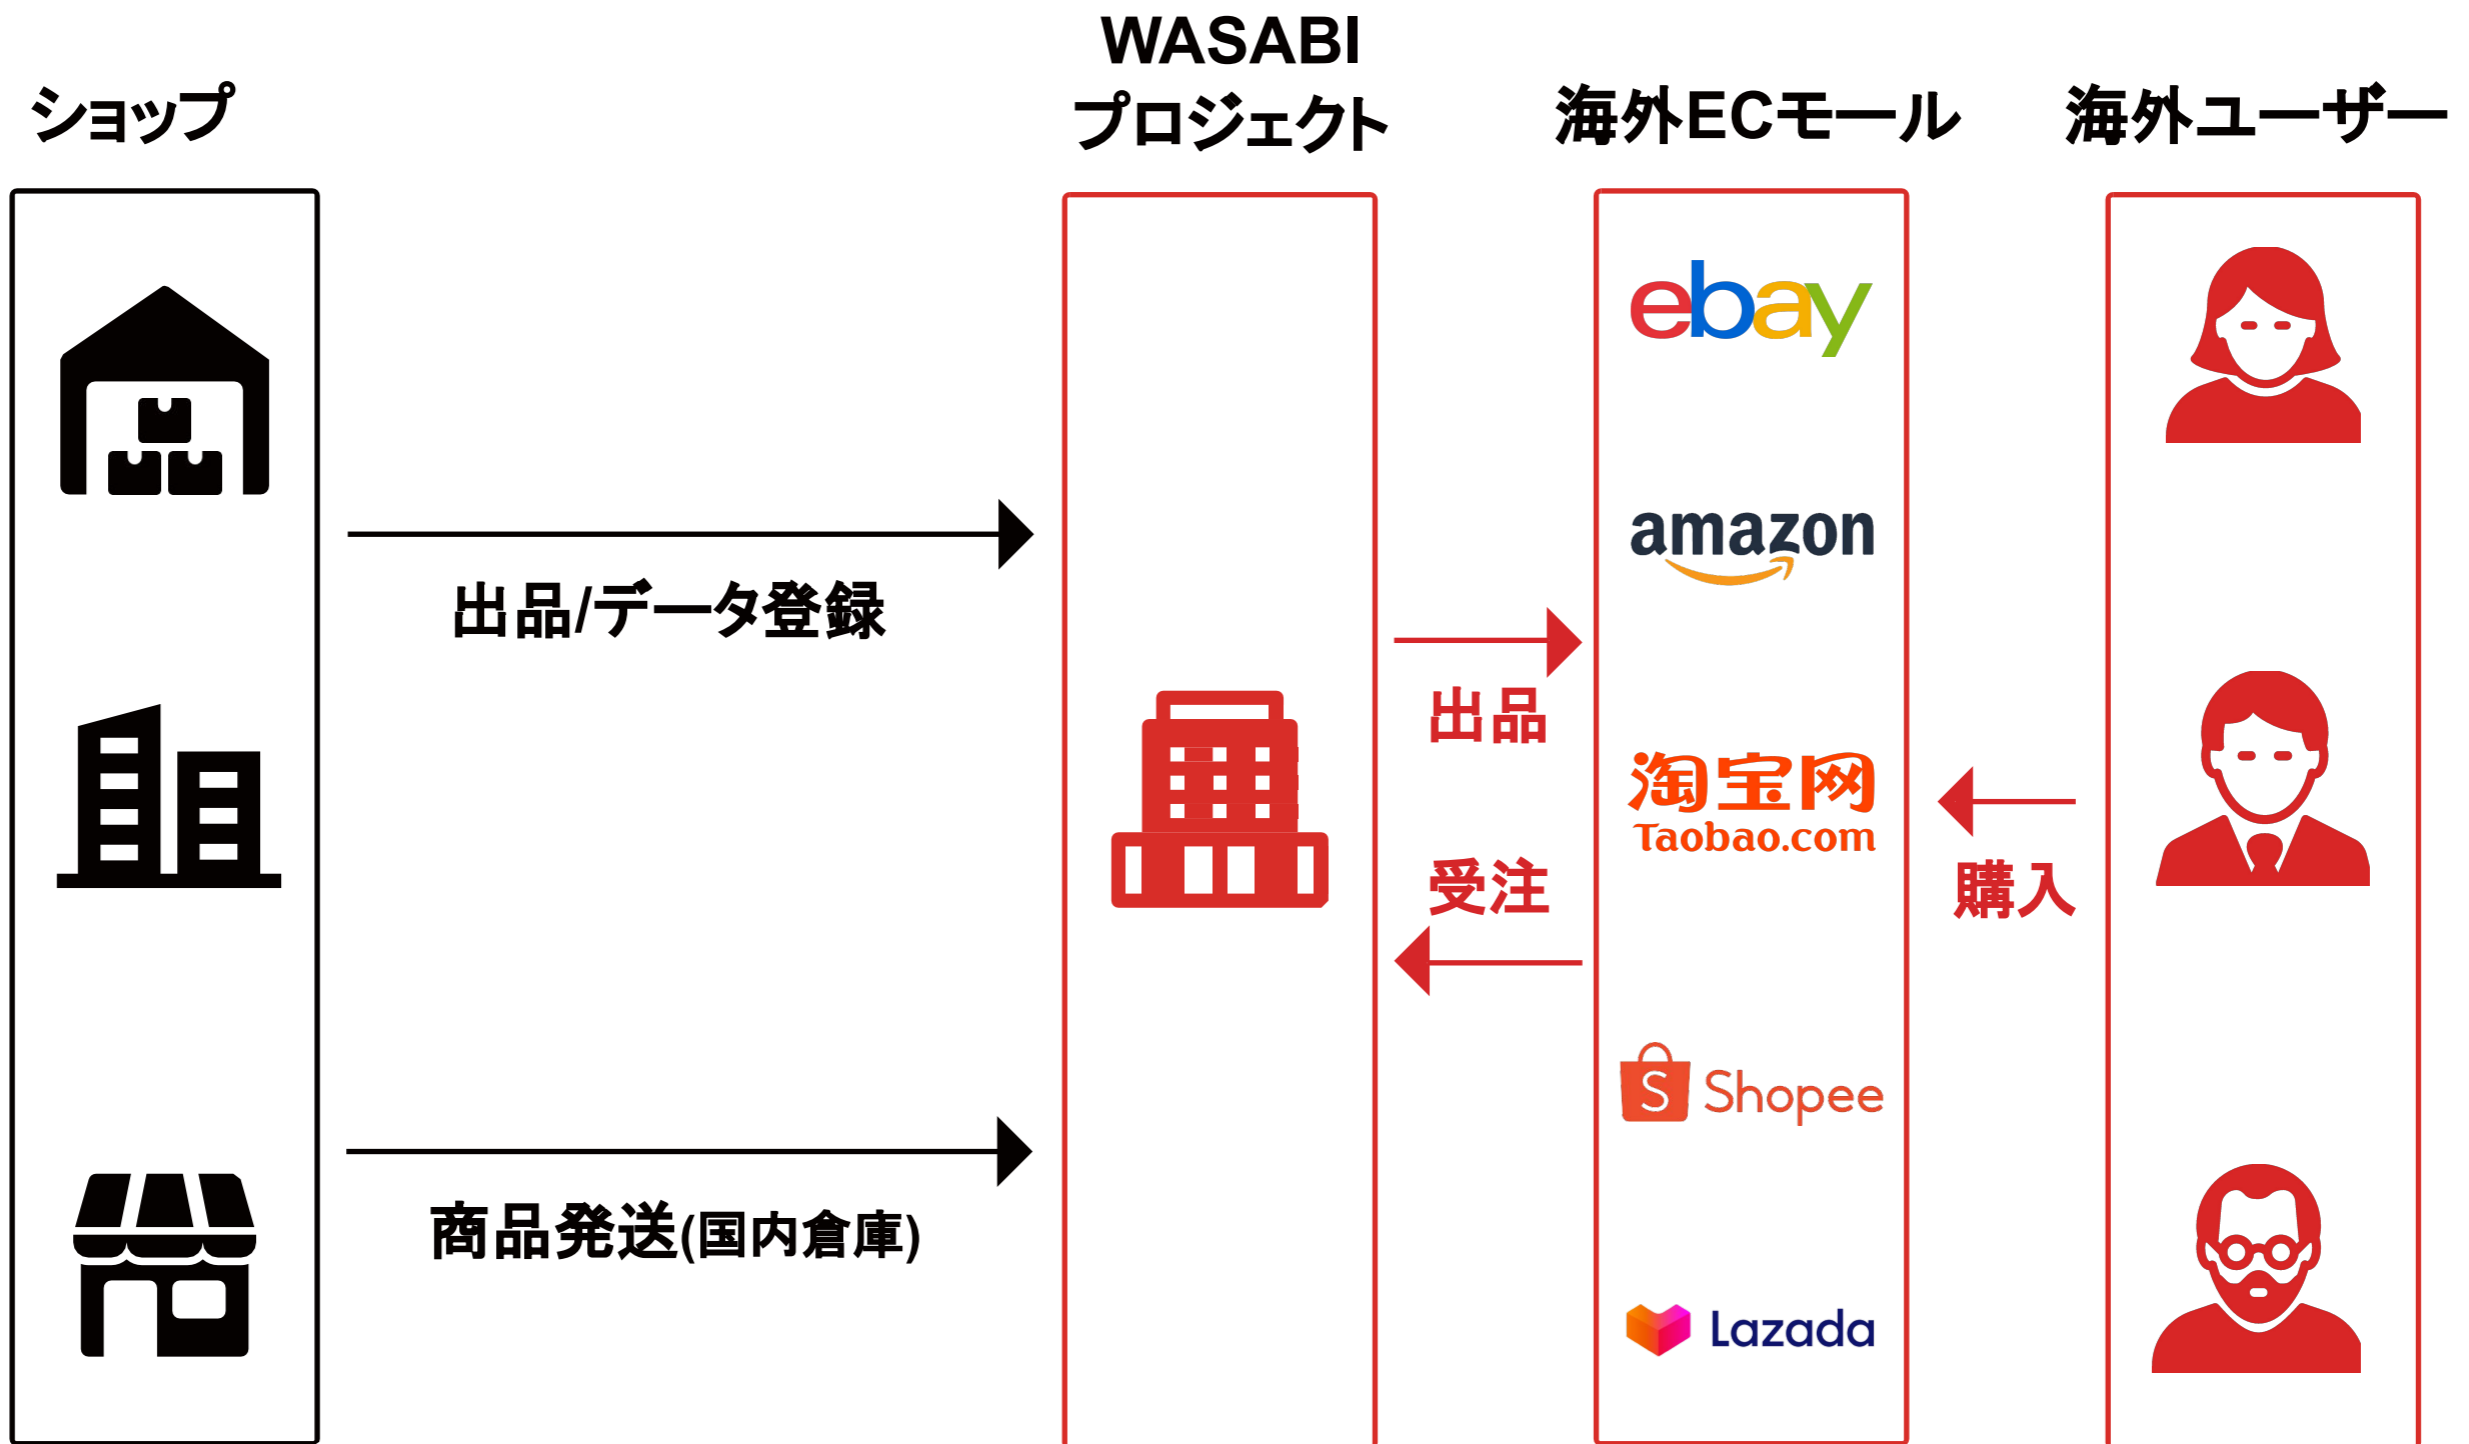 ショップ
WASABI
プロジェクト
海外ECモール
海外ユーザー
ebay
amazon
出品/データ登録
出品
淘宝网
Taobao.com
受注
購入
S Shopee
商品発送(国内倉庫)
Lazada